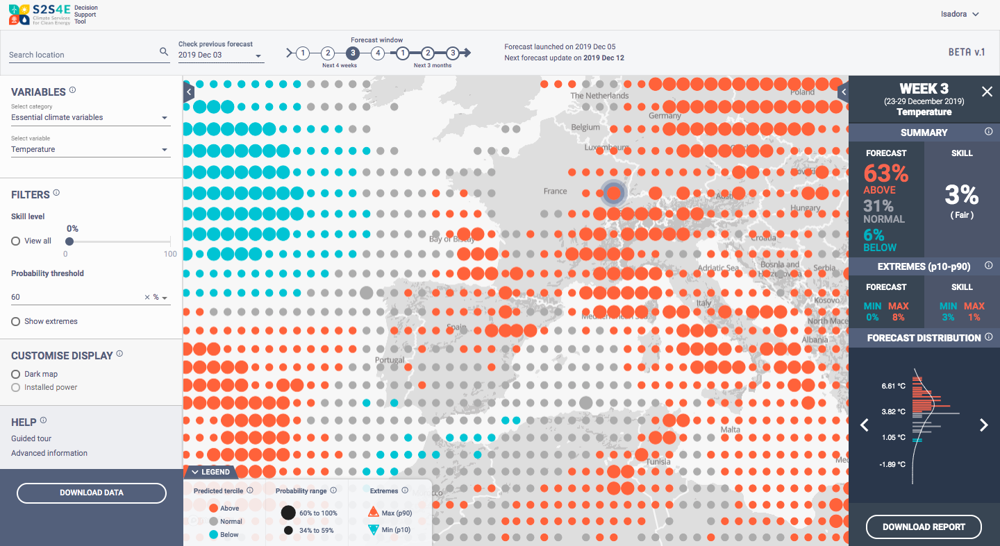 S2S4E
Climate Services
for Clean Energy
Decision
Support
Tool
Isadora
Search location
Check previous forecast
2019 Dec 03
Forecast window
1 2 3 4 1 2 3
Next 4 weeks
Next 3 months
Forecast launched on 2019 Dec 05
Next forecast update on 2019 Dec 12
BETA v.1
VARIABLES
Select category
Essential climate variables
Select variable
Temperature
FILTERS
Skill level
0%
View all
0 100
Probability threshold
60 × %
Show extremes
CUSTOMISE DISPLAY
Dark map
Installed power
HELP
Guided tour
Advanced information
DOWNLOAD DATA
The Netherlands
Poland
Germany
Belgium
Luxembourg
France
Hungary
Bay of Biscay
Croatia
Adriatic Sea
Bosnia and
Herzegovina
Serbia
Italy
Kosovo
Mediterranean Sea
North Mace
Spain
Albania
Portugal
Malta
Tunisia
LEGEND
Predicted tercile
Above
Normal
Below
Probability range
60% to 100%
34% to 59%
Extremes
Max (p90)
Min (p10)
WEEK 3
(23-29 December 2019)
Temperature
SUMMARY
FORECAST
63%
ABOVE
31%
NORMAL
6%
BELOW
SKILL
3%
( Fair )
EXTREMES (p10-p90)
FORECAST
MIN MAX
0% 8%
SKILL
MIN MAX
3% 1%
FORECAST DISTRIBUTION
6.61 °C
3.82 °C
1.05 °C
-1.89 °C
DOWNLOAD REPORT